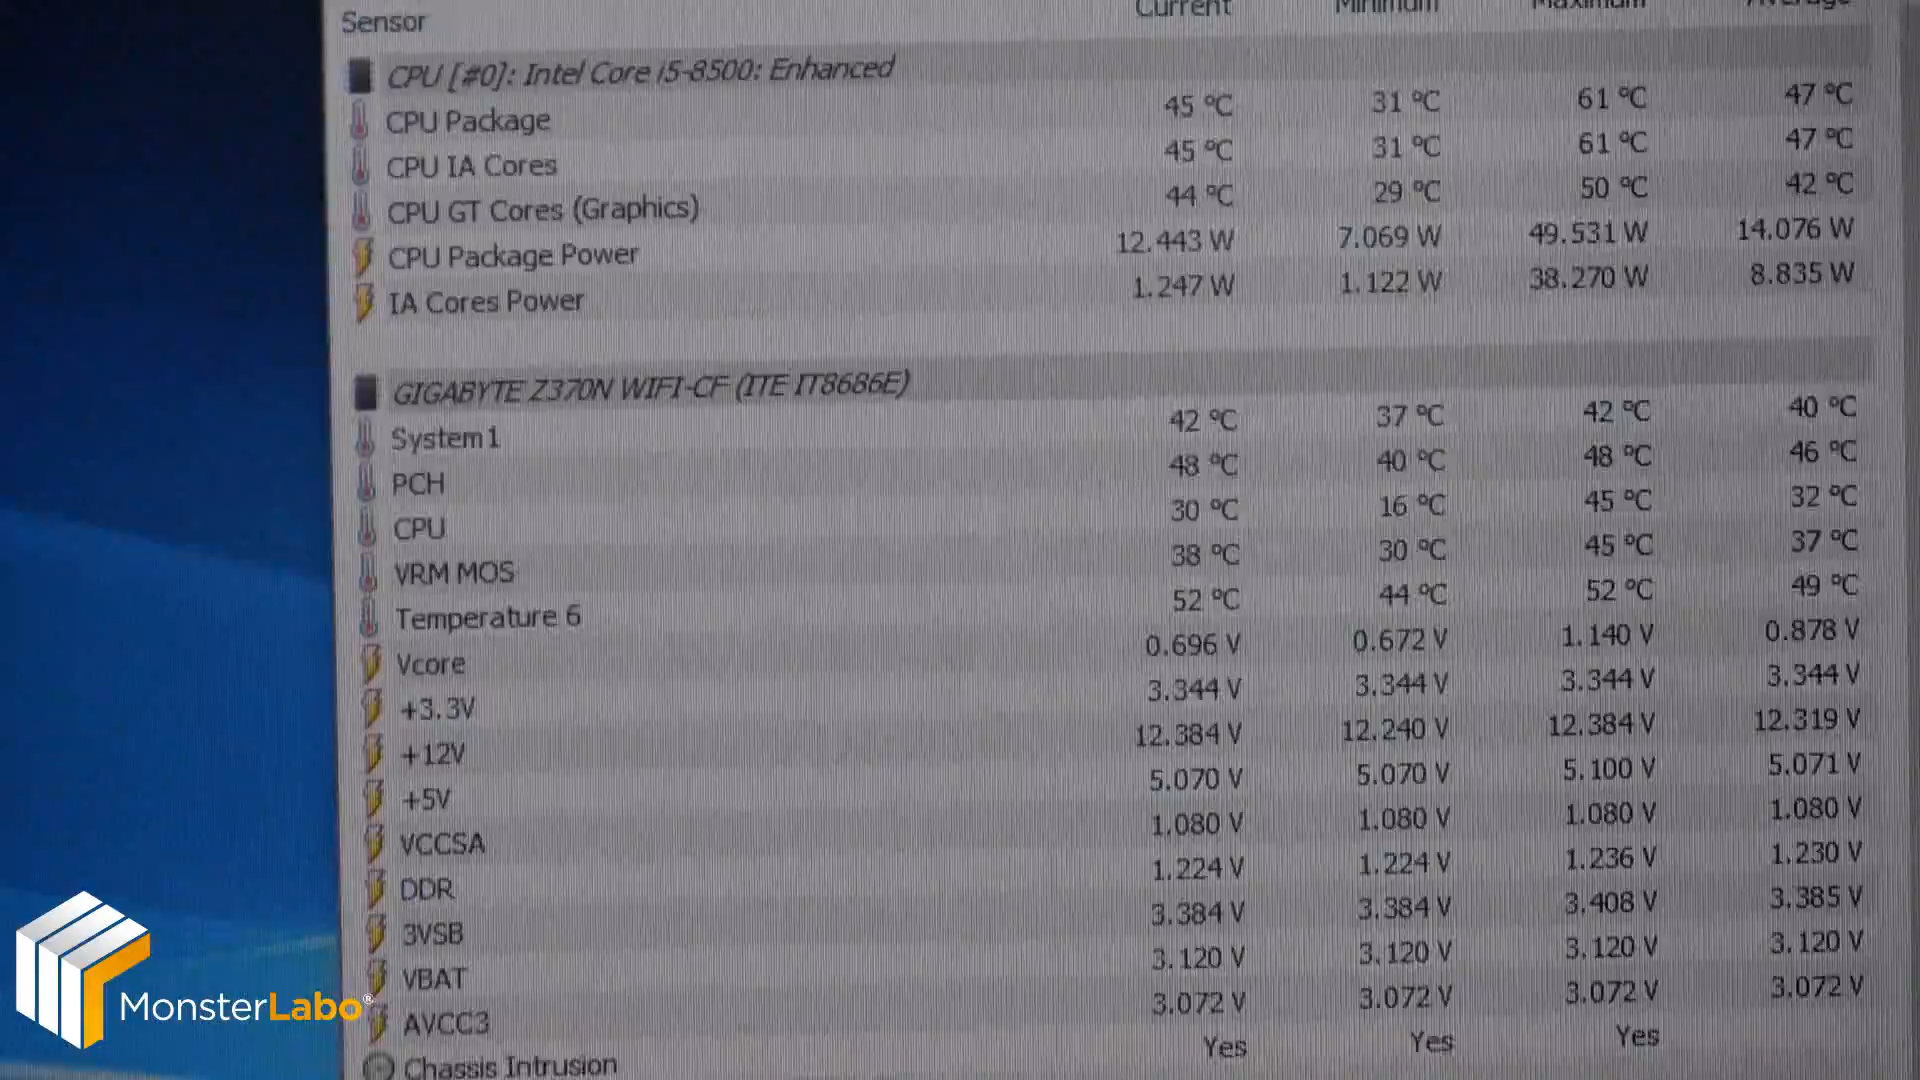 Sensor Current Minimum Maximum Average
CPU [#0]: Intel Core i5-8500: Enhanced
CPU Package 45 °C 31 °C 61 °C 47 °C
CPU IA Cores 45 °C 31 °C 61 °C 47 °C
CPU GT Cores (Graphics) 44 °C 29 °C 50 °C 42 °C
CPU Package Power 12.443 W 7.069 W 49.531 W 14.076 W
IA Cores Power 1.247 W 1.122 W 38.270 W 8.835 W
GIGABYTE Z370N WIFI-CF (ITE IT8686E)
System1 42 °C 37 °C 42 °C 40 °C
PCH 48 °C 40 °C 48 °C 46 °C
CPU 30 °C 16 °C 45 °C 32 °C
VRM MOS 38 °C 30 °C 45 °C 37 °C
Temperature 6 52 °C 44 °C 52 °C 49 °C
Vcore 0.696 V 0.672 V 1.140 V 0.878 V
+3.3V 3.344 V 3.344 V 3.344 V 3.344 V
+12V 12.384 V 12.240 V 12.384 V 12.319 V
+5V 5.070 V 5.070 V 5.100 V 5.071 V
VCCSA 1.080 V 1.080 V 1.080 V 1.080 V
DDR 1.224 V 1.224 V 1.236 V 1.230 V
3VSB 3.384 V 3.384 V 3.408 V 3.385 V
VBAT 3.120 V 3.120 V 3.120 V 3.120 V
AVCC3 3.072 V 3.072 V 3.072 V 3.072 V
Chassis Intrusion Yes Yes Yes
MonsterLabo®